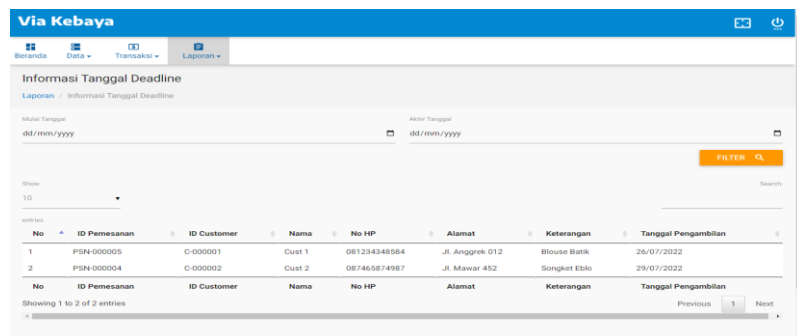 Via Kebaya
Beranda Data Transaksi Laporan
Informasi Tanggal Deadline
Laporan / Informasi Tanggal Deadline
Mulai Tanggal Akhir Tanggal
dd/mm/yyyy dd/mm/yyyy
FILTER
Show Search:
10
entries
No ID Pemesanan ID Customer Nama No HP Alamat Keterangan Tanggal Pengambilan
1 PSN-000005 C-000001 Cust 1 081234348584 Jl. Anggrek 012 Blouse Batik 26/07/2022
2 PSN-000004 C-000002 Cust 2 087465874987 Jl. Mawar 452 Songket Eblo 29/07/2022
No ID Pemesanan ID Customer Nama No HP Alamat Keterangan Tanggal Pengambilan
Showing 1 to 2 of 2 entries Previous 1 Next